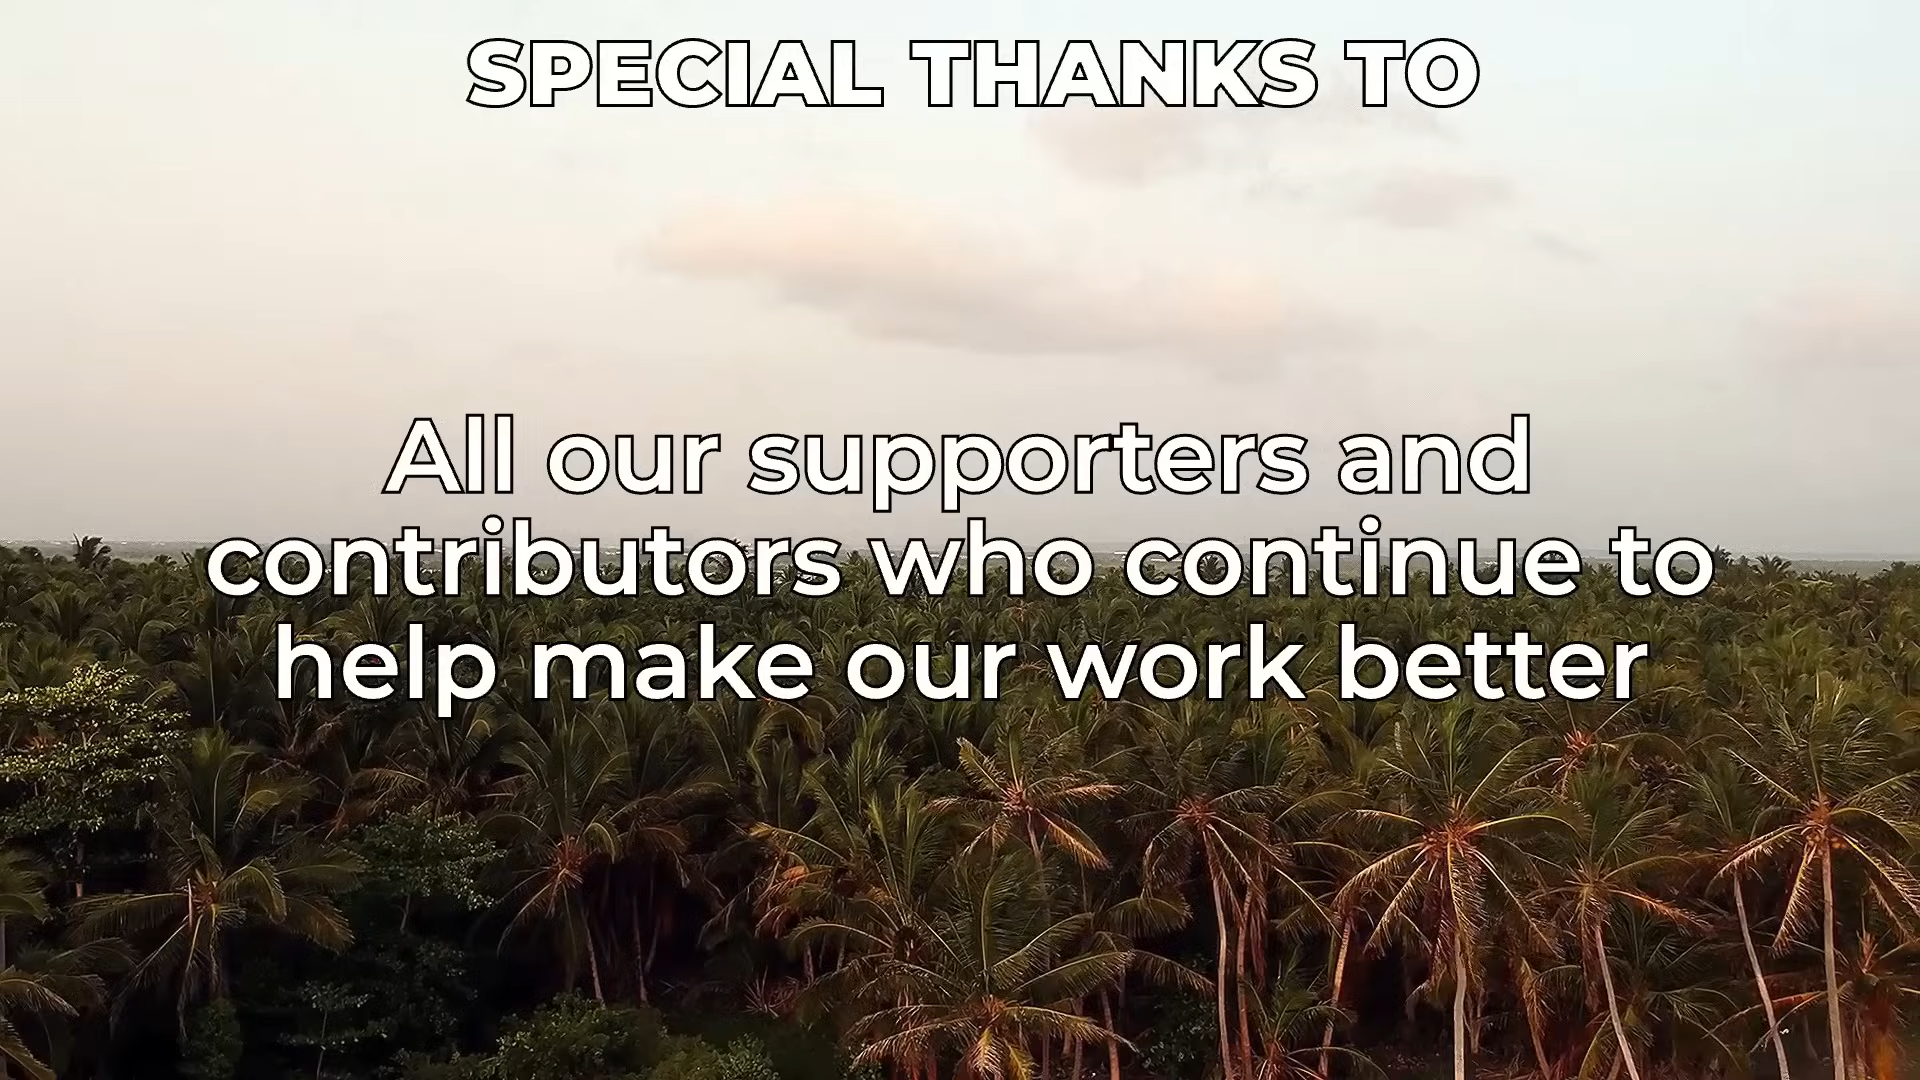 SPECIAL THANKS TO
All our supporters and
contributors who continue to
help make our work better